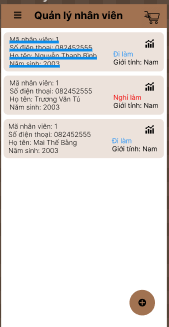 Quản lý nhân viên
Mã nhân viên: 1
Số điện thoại: 082452555
Họ tên: Nguyễn Thanh Bình
Năm sinh: 2003
Đi làm
Giới tính: Nam
Mã nhân viên: 1
Số điện thoại: 082452555
Họ tên: Trương Văn Tú
Năm sinh: 2003
Nghỉ làm
Giới tính: Nam
Mã nhân viên: 1
Số điện thoại: 082452555
Họ tên: Mai Thế Bằng
Năm sinh: 2003
Đi làm
Giới tính: Nam